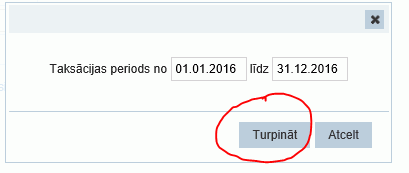 Taksācijas periods no 01.01.2016 līdz 31.12.2016
Turpināt Atcelt